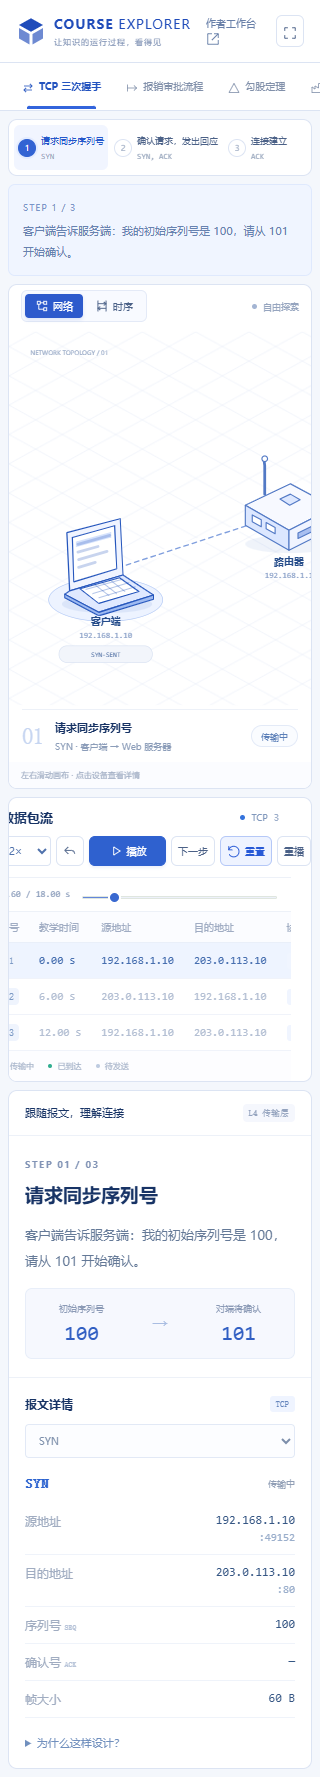 COURSE EXPLORER
让知识的运行过程，看得见
作者工作台
TCP 三次握手
报销审批流程
勾股定理
1
请求同步序列号
SYN
2
确认请求，发出回应
SYN, ACK
3
连接建立
ACK
STEP 1 / 3
客户端告诉服务端：我的初始序列号是 100，请从 101
开始确认。
网络
时序
自由探索
NETWORK TOPOLOGY / 01
路由器
192.168.1.1
客户端
192.168.1.10
SYN-SENT
01
请求同步序列号
SYN · 客户端 → Web 服务器
传输中
左右滑动画布 · 点击设备查看详情
数据包流
TCP 3
2×
播放
下一步
重置
重播
60 / 18.00 s
号
教学时间
源地址
目的地址
1
0.00 s
192.168.1.10
203.0.113.10
2
6.00 s
203.0.113.10
192.168.1.10
3
12.00 s
192.168.1.10
203.0.113.10
传输中
已到达
待发送
跟随报文，理解连接
L4 传输层
STEP 01 / 03
请求同步序列号
客户端告诉服务端：我的初始序列号是 100，
请从 101 开始确认。
初始序列号
100
→
对端将确认
101
报文详情
TCP
SYN
SYN
传输中
源地址
192.168.1.10
:49152
目的地址
203.0.113.10
:80
序列号 SEQ
100
确认号 ACK
—
帧大小
60 B
为什么这样设计？